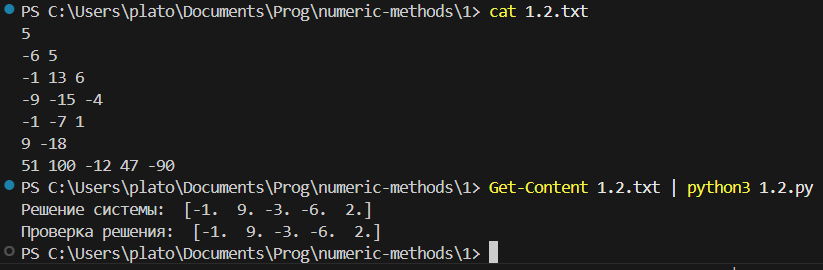 PS C:\Users\plato\Documents\Prog\numeric-methods\1> cat 1.2.txt
5
-6 5
-1 13 6
-9 -15 -4
-1 -7 1
9 -18
51 100 -12 47 -90
PS C:\Users\plato\Documents\Prog\numeric-methods\1> Get-Content 1.2.txt | python3 1.2.py
Решение системы:  [-1.  9. -3. -6.  2.]
Проверка решения:  [-1.  9. -3. -6.  2.]
PS C:\Users\plato\Documents\Prog\numeric-methods\1>